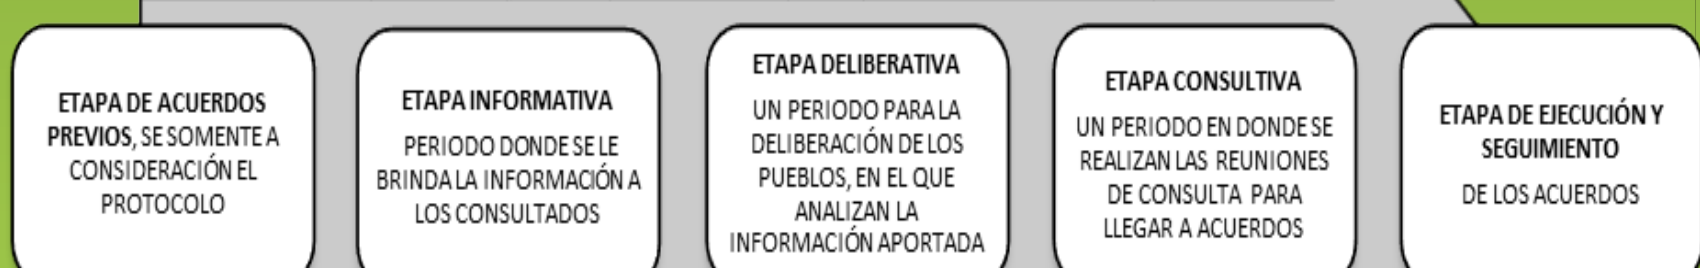 ETAPA DE ACUERDOS
PREVIOS, SE SOMENTE A
CONSIDERACIÓN EL
PROTOCOLO
ETAPA INFORMATIVA
PERIODO DONDE SE LE
BRINDA LA INFORMACIÓN A
LOS CONSULTADOS
ETAPA DELIBERATIVA
UN PERIODO PARA LA
DELIBERACIÓN DE LOS
PUEBLOS, EN EL QUE
ANALIZAN LA
INFORMACIÓN APORTADA
ETAPA CONSULTIVA
UN PERIODO EN DONDE SE
REALIZAN LAS REUNIONES
DE CONSULTA PARA
LLEGAR A ACUERDOS
ETAPA DE EJECUCIÓN Y
SEGUIMIENTO
DE LOS ACUERDOS